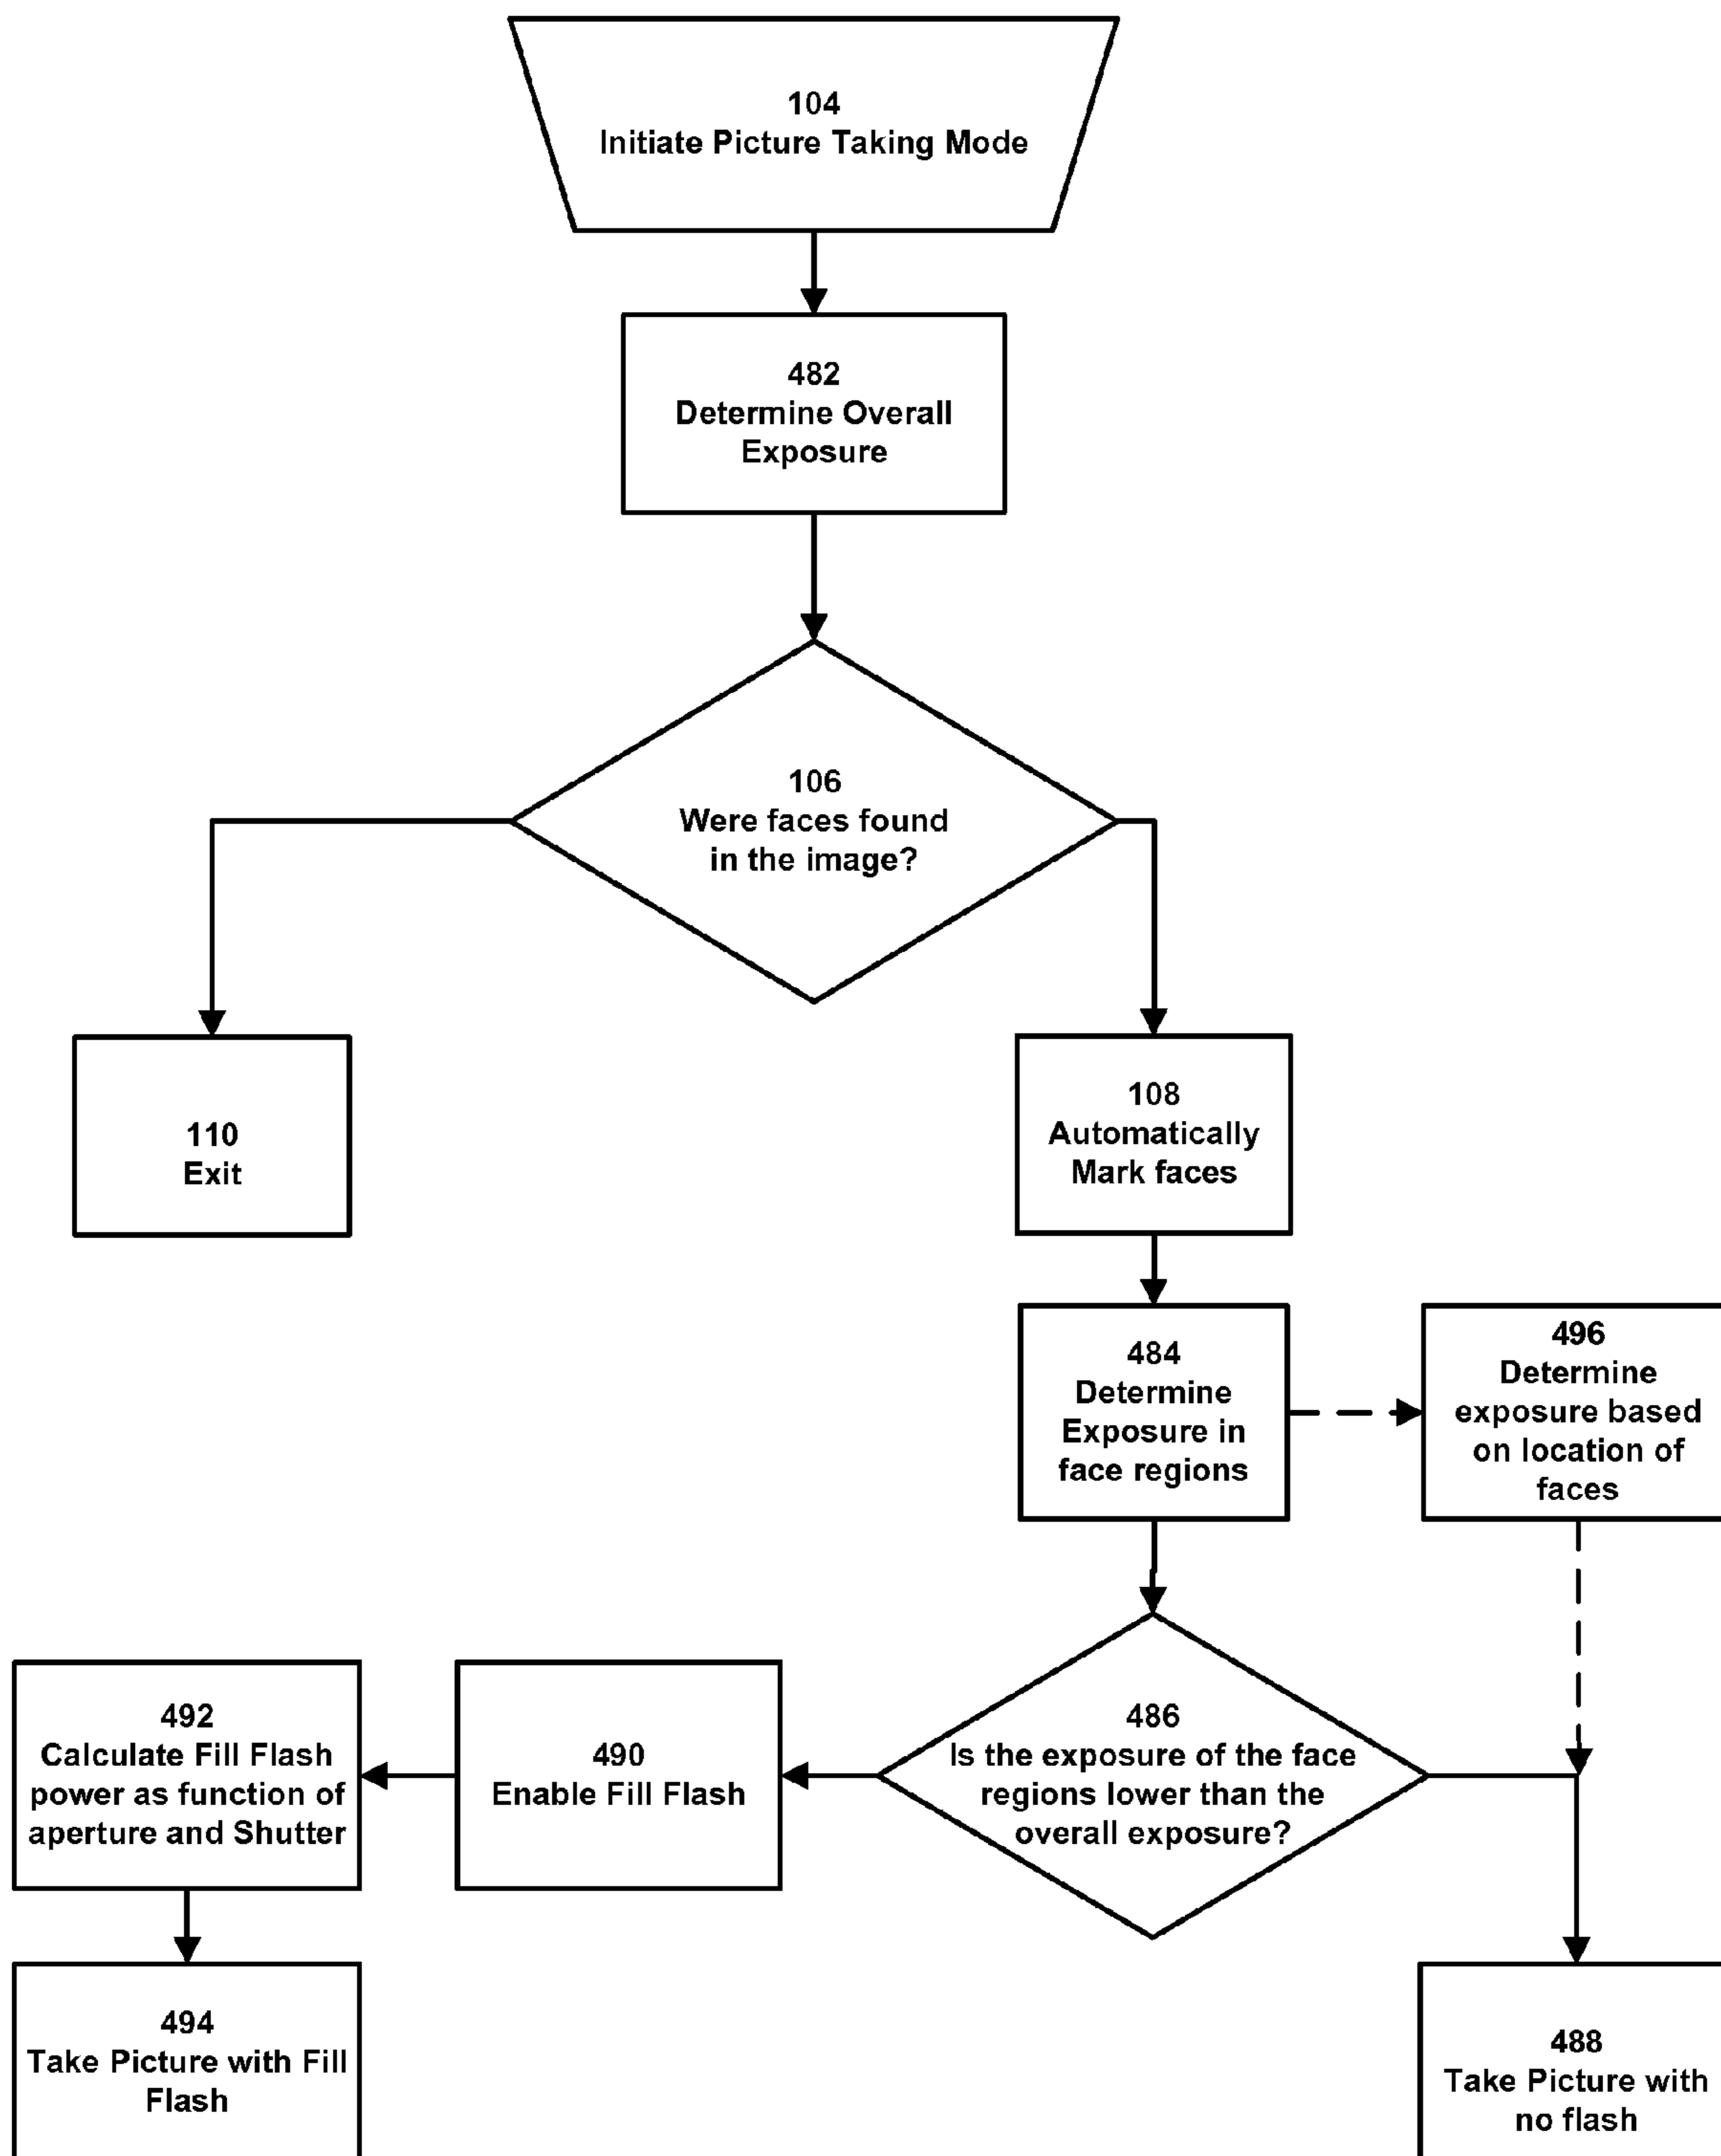 104
Initiate Picture Taking Mode
482
Determine Overall
Exposure
106
Were faces found
in the image?
110
Exit
108
Automatically
Mark faces
484
Determine
Exposure in
face regions
496
Determine
exposure based
on location of
faces
486
Is the exposure of the face
regions lower than the
overall exposure?
490
Enable Fill Flash
492
Calculate Fill Flash
power as function of
aperture and Shutter
494
Take Picture with Fill
Flash
488
Take Picture with
no flash